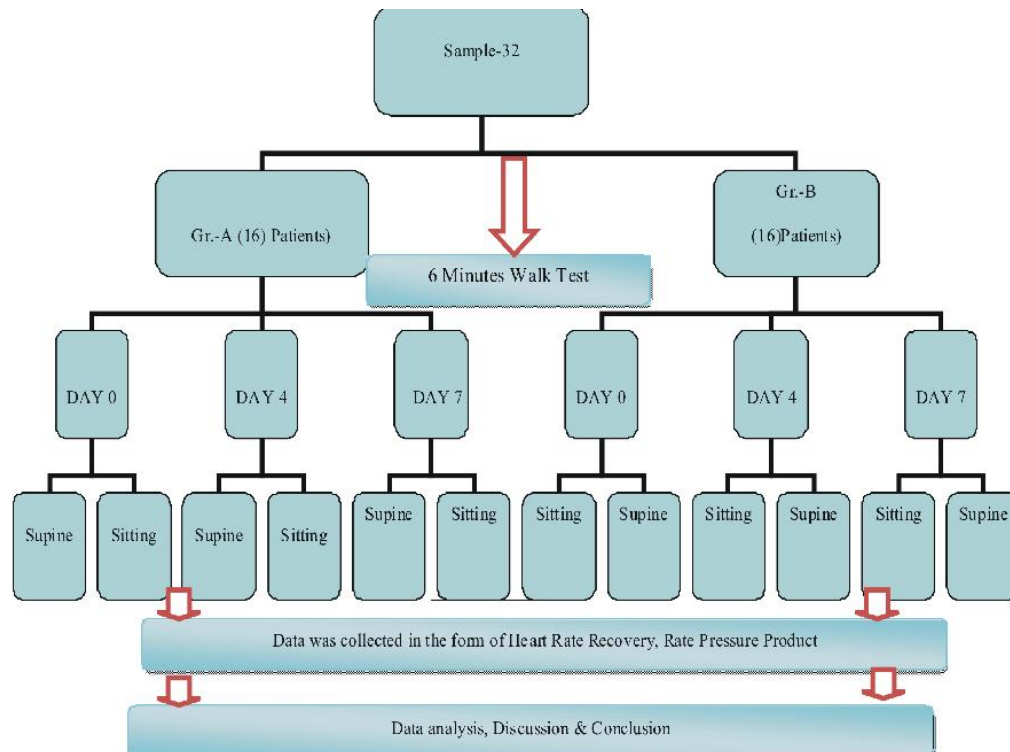 Sample-32
Gr.-A (16) Patients)
Gr.-B
(16)Patients)
6 Minutes Walk Test
DAY 0
DAY 4
DAY 7
DAY 0
DAY 4
DAY 7
Supine
Sitting
Supine
Sitting
Supine
Sitting
Sitting
Supine
Sitting
Supine
Sitting
Supine
Data was collected in the form of Heart Rate Recovery, Rate Pressure Product
Data analysis, Discussion & Conclusion